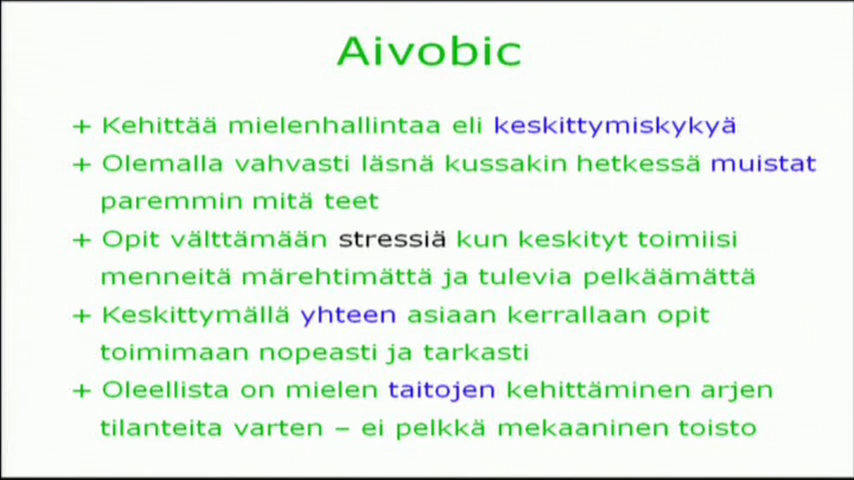 Aivobic
+ Kehittää mielenhallintaa eli keskittymiskykyä
+ Olemalla vahvasti läsnä kussakin hetkessä muistat
paremmin mitä teet
+ Opit välttämään stressiä kun keskityt toimiisi
menneitä märehtimättä ja tulevia pelkäämättä
+ Keskittymällä yhteen asiaan kerrallaan opit
toimimaan nopeasti ja tarkasti
+ Oleellista on mielen taitojen kehittäminen arjen
tilanteita varten – ei pelkkä mekaaninen toisto